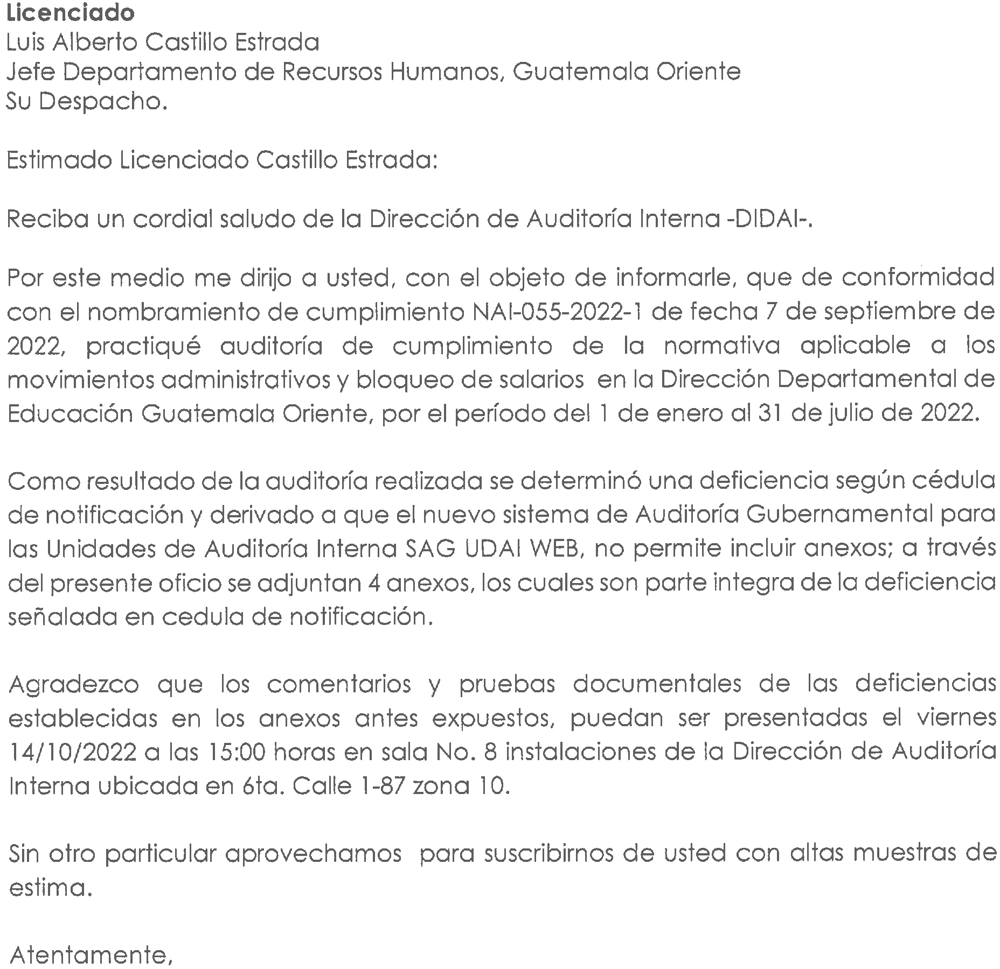 Licenciado
Luis Alberto Castillo Estrada
Jefe Departamento de Recursos Humanos, Guatemala Oriente
Su Despacho.
Estimado Licenciado Castillo Estrada:
Reciba un cordial saludo de la Dirección de Auditoría Interna -DIDAI-.
Por este medio me dirijo a usted, con el objeto de informarle, que de conformidad
con el nombramiento de cumplimiento NAI-055-2022-1 de fecha 7 de septiembre de
2022, practiqué auditoría de cumplimiento de la normativa aplicable a los
movimientos administrativos y bloqueo de salarios en la Dirección Departamental de
Educación Guatemala Oriente, por el período del 1 de enero al 31 de julio de 2022.
Como resultado de la auditoría realizada se determinó una deficiencia según cédula
de notificación y derivado a que el nuevo sistema de Auditoría Gubernamental para
las Unidades de Auditoría Interna SAG UDAI WEB, no permite incluir anexos; a través
del presente oficio se adjuntan 4 anexos, los cuales son parte integra de la deficiencia
señalada en cedula de notificación.
Agradezco que los comentarios y pruebas documentales de las deficiencias
establecidas en los anexos antes expuestos, puedan ser presentadas el viernes
14/10/2022 a las 15:00 horas en sala No. 8 instalaciones de la Dirección de Auditoría
Interna ubicada en 6ta. Calle 1-87 zona 10.
Sin otro particular aprovechamos para suscribirnos de usted con altas muestras de
estima.
Atentamente,